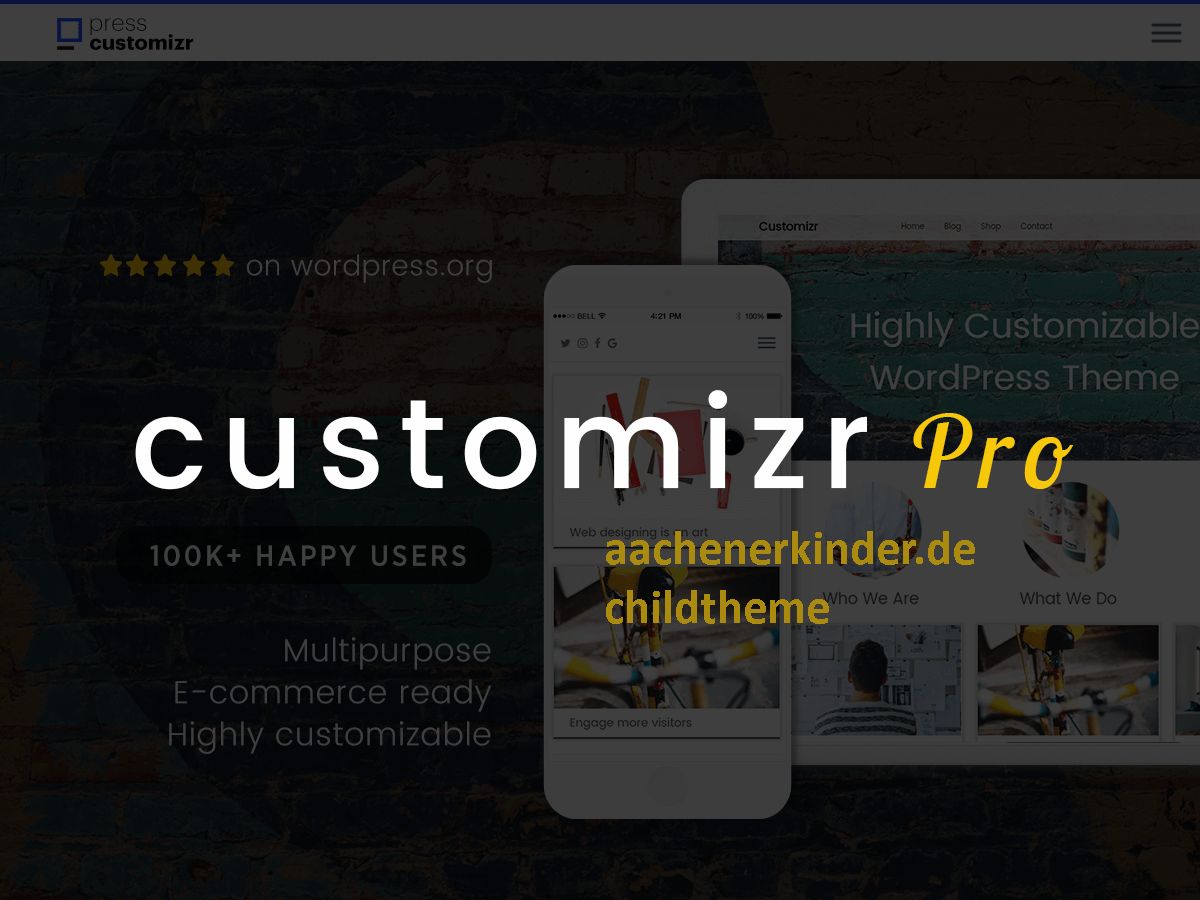 press
customizr
Customizr Home Blog Shop Contact
on wordpress.org
BELL 4:21 PM 100%
Highly Customizable
WordPress Theme
customizr Pro
Web designing is an art
100K+ HAPPY USERS
aachenerkinder.de
childtheme
Who We Are What We Do
Multipurpose
E-commerce ready
Highly customizable
Engage more visitors